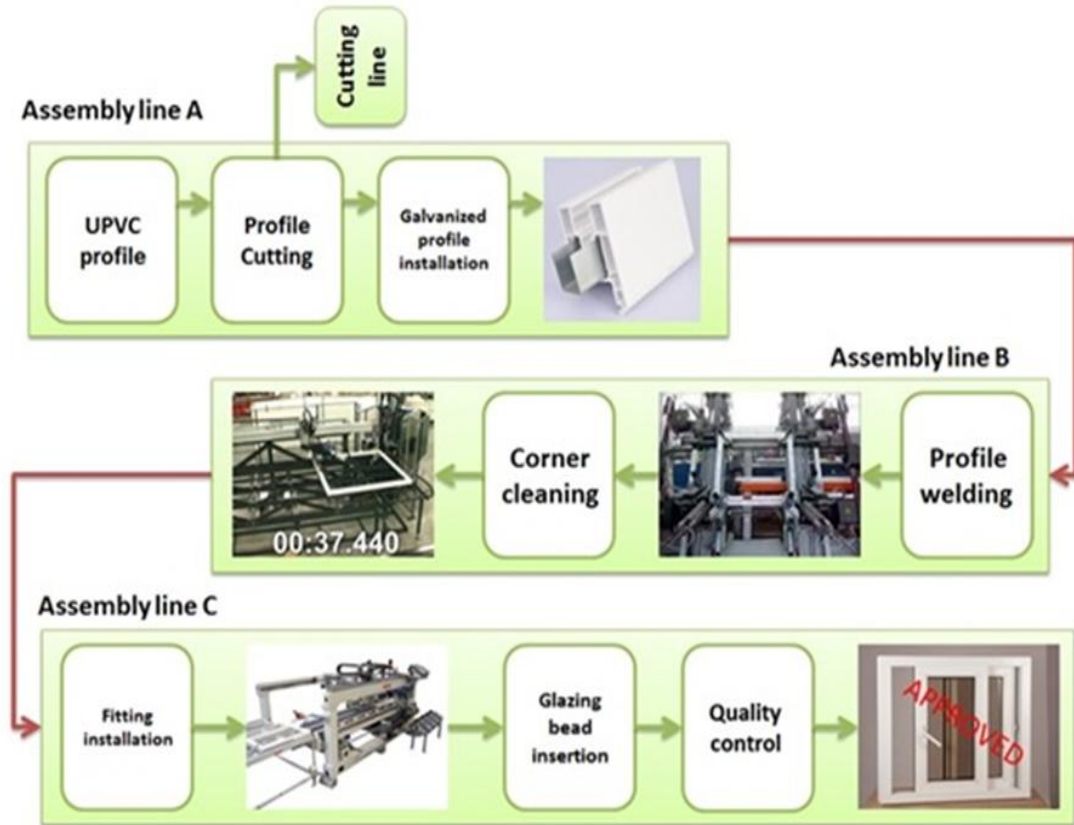 Cutting
line
Assembly line A
UPVC
profile
Profile
Cutting
Galvanized
profile
installation
Assembly line B
00:37.440
Corner
cleaning
Profile
welding
Assembly line C
Fitting
installation
Glazing
bead
insertion
Quality
control
APPROVED